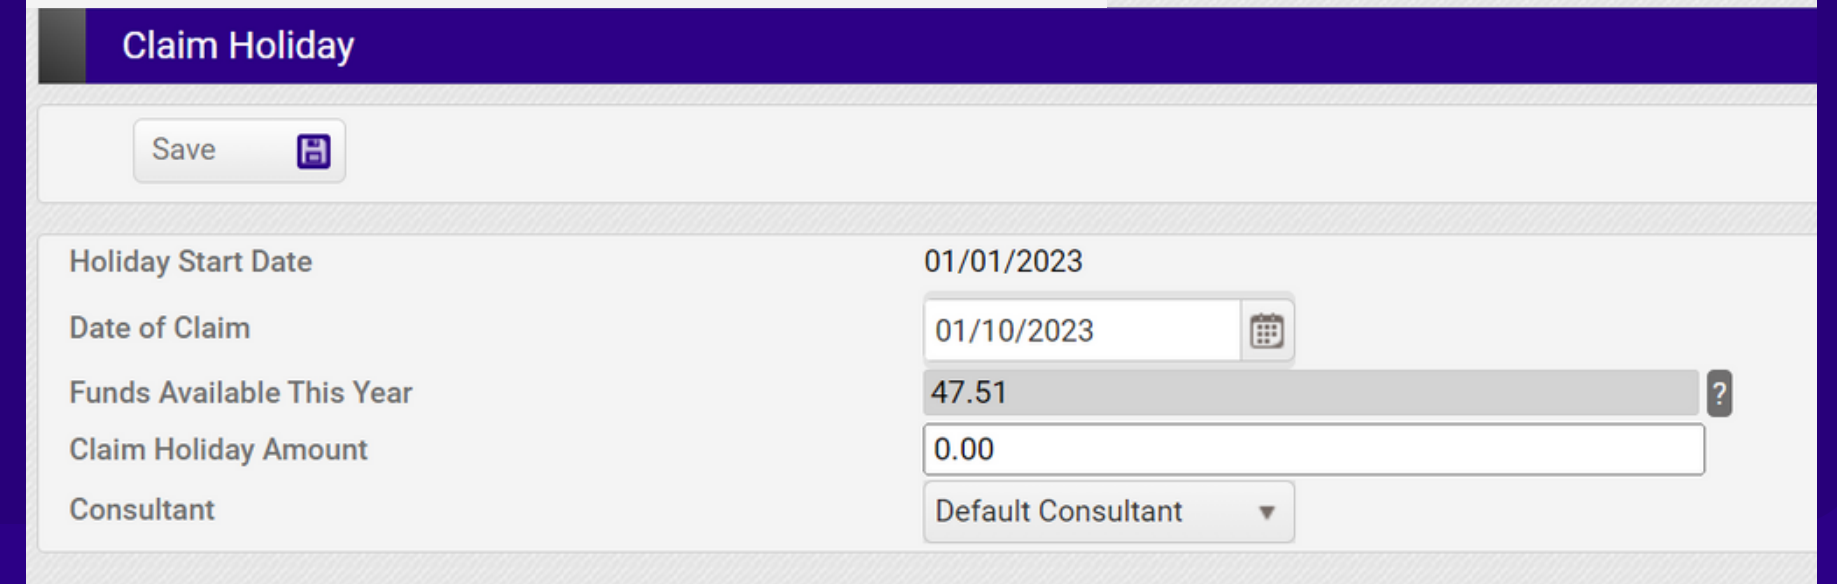 Claim Holiday
Save
Holiday Start Date 01/01/2023
Date of Claim 01/10/2023
Funds Available This Year 47.51 ?
Claim Holiday Amount 0.00
Consultant Default Consultant